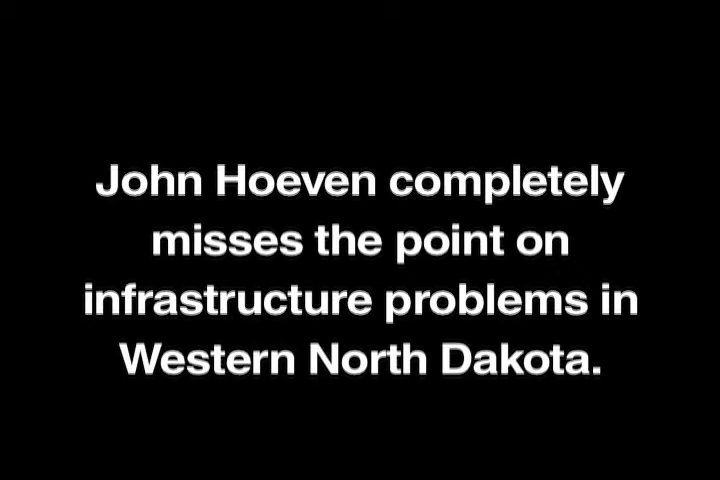 John Hoeven completely
misses the point on
infrastructure problems in
Western North Dakota.